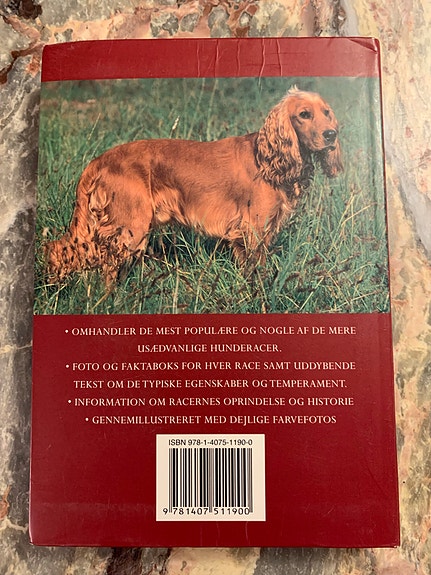 • OMHANDLER DE MEST POPULÆRE OG NOGLE AF DE MERE
USÆDVANLIGE HUNDERACER.
• FOTO OG FAKTABOKS FOR HVER RACE SAMT UDDYBENDE
TEKST OM DE TYPISKE EGENSKABER OG TEMPERAMENT.
• INFORMATION OM RACERNES OPRINDELSE OG HISTORIE
• GENNEMILLUSTRERET MED DEJLIGE FARVEFOTOS
ISBN 978-1-4075-1190-0
9 781407 511900